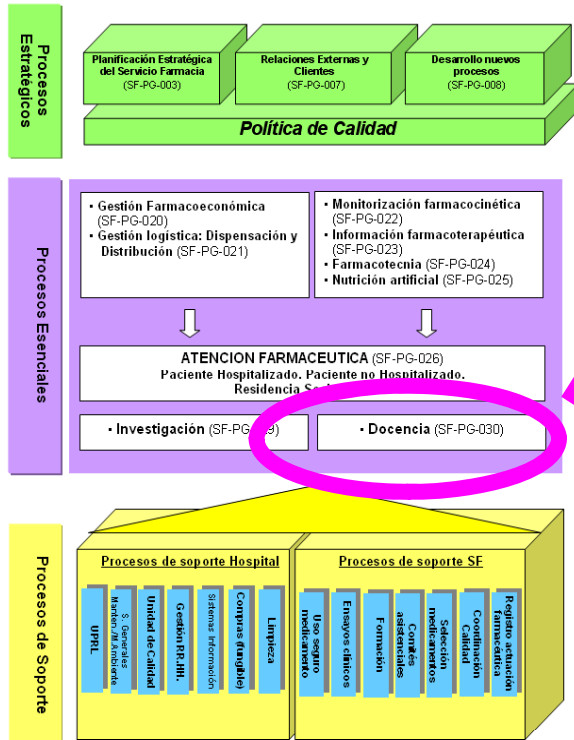 Procesos
Estratégicos
Planificación Estratégica
del Servicio Farmacia
(SF-PG-003)
Relaciones Externas y
Clientes
(SF-PG-007)
Desarrollo nuevos
procesos
(SF-PG-008)
Política de Calidad
Procesos Esenciales
▪ Gestión Farmacoeconómica
(SF-PG-020)
▪ Gestión logística: Dispensación y
Distribución (SF-PG-021)
▪ Monitorización farmacocinética
(SF-PG-022)
▪ Información farmacoterapéutica
(SF-PG-023)
▪ Farmacotecnia (SF-PG-024)
▪ Nutrición artificial (SF-PG-025)
ATENCION FARMACEUTICA (SF-PG-026)
Paciente Hospitalizado. Paciente no Hospitalizado.
Residencia
▪ Investigación
▪ Docencia (SF-PG-030)
Procesos de Soporte
Procesos de soporte Hospital
UPRL
S. Generales
Manten./M.Ambiente
Unidad de Calidad
Gestión RR.HH.
Sistemas Información
Compras (fungible)
Limpieza
Procesos de soporte SF
Uso seguro
medicamento
Ensayos clínicos
Formación
Comités
asistenciales
Selección
medicamentos
Coordinación
Calidad
Registro actuación
farmacéutica